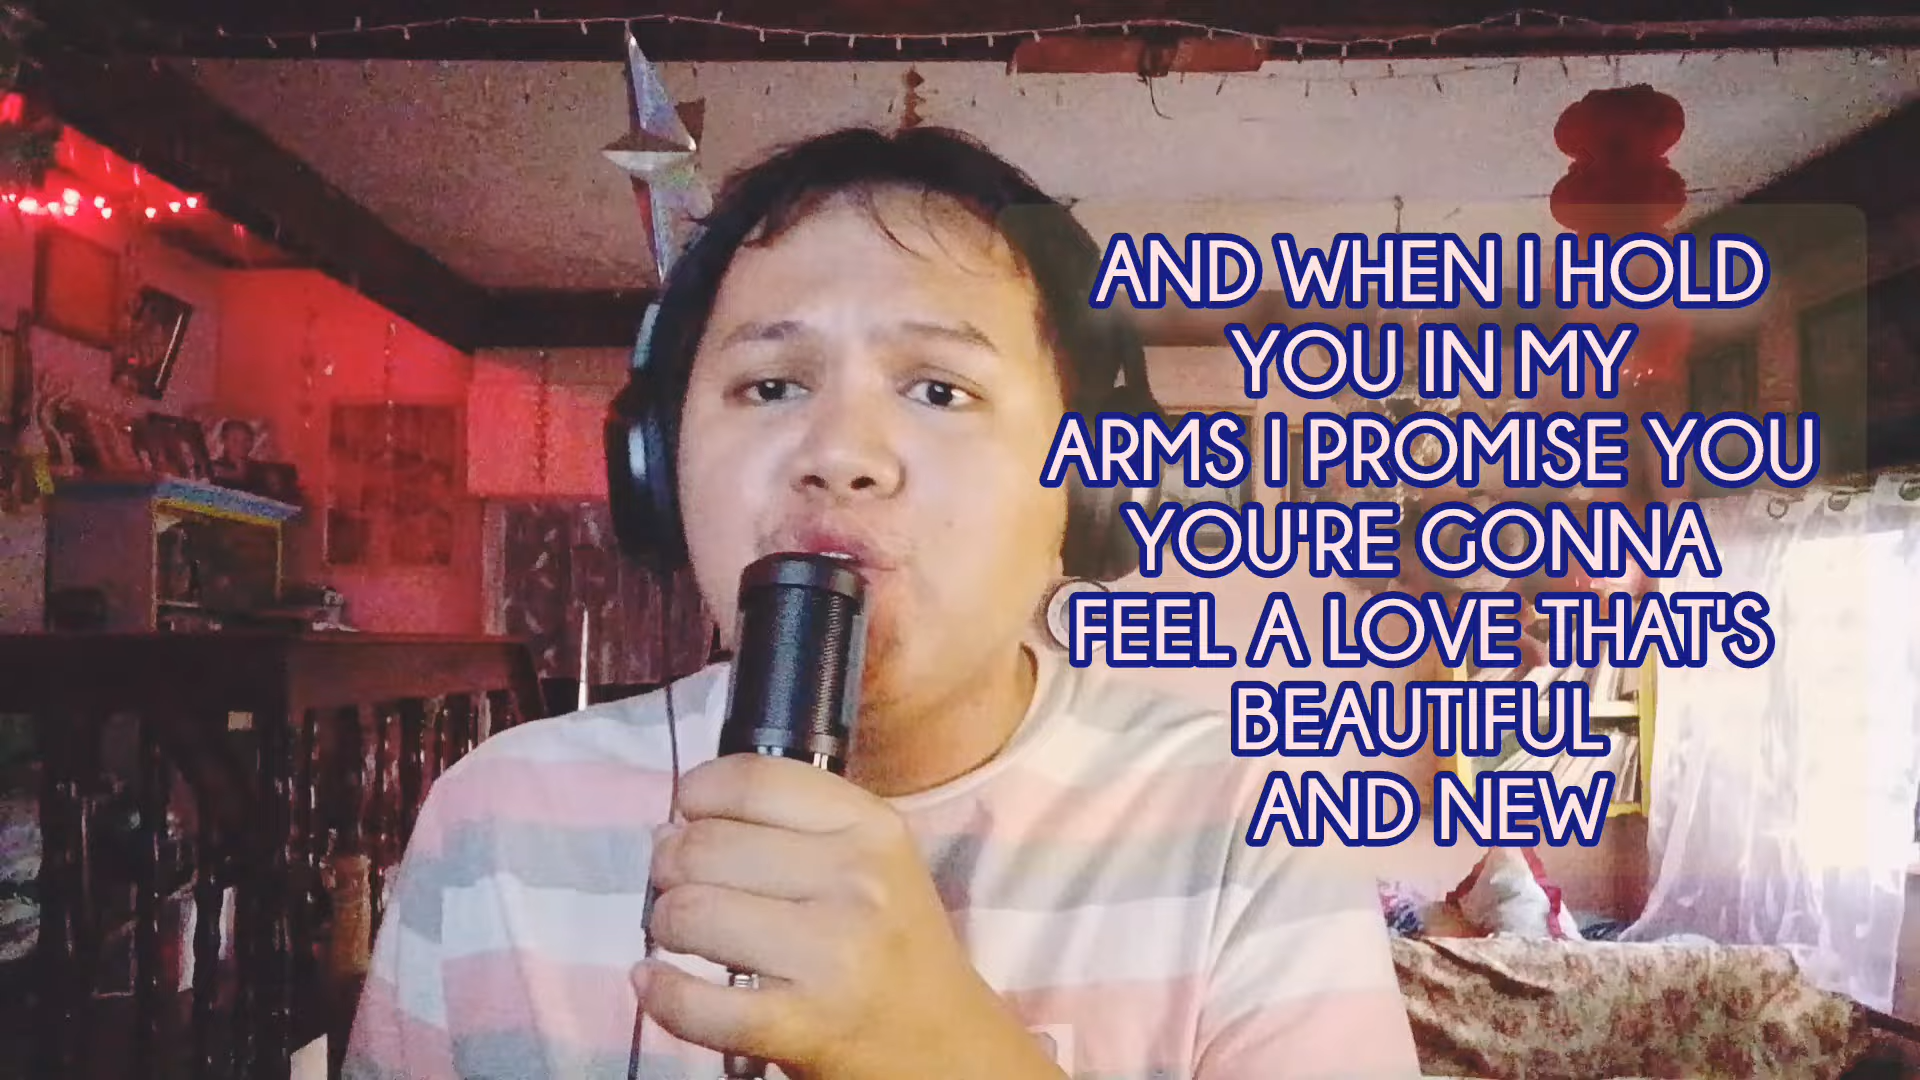 AND WHEN I HOLD
YOU IN MY
ARMS I PROMISE YOU
YOU'RE GONNA
FEEL A LOVE THAT'S
BEAUTIFUL
AND NEW